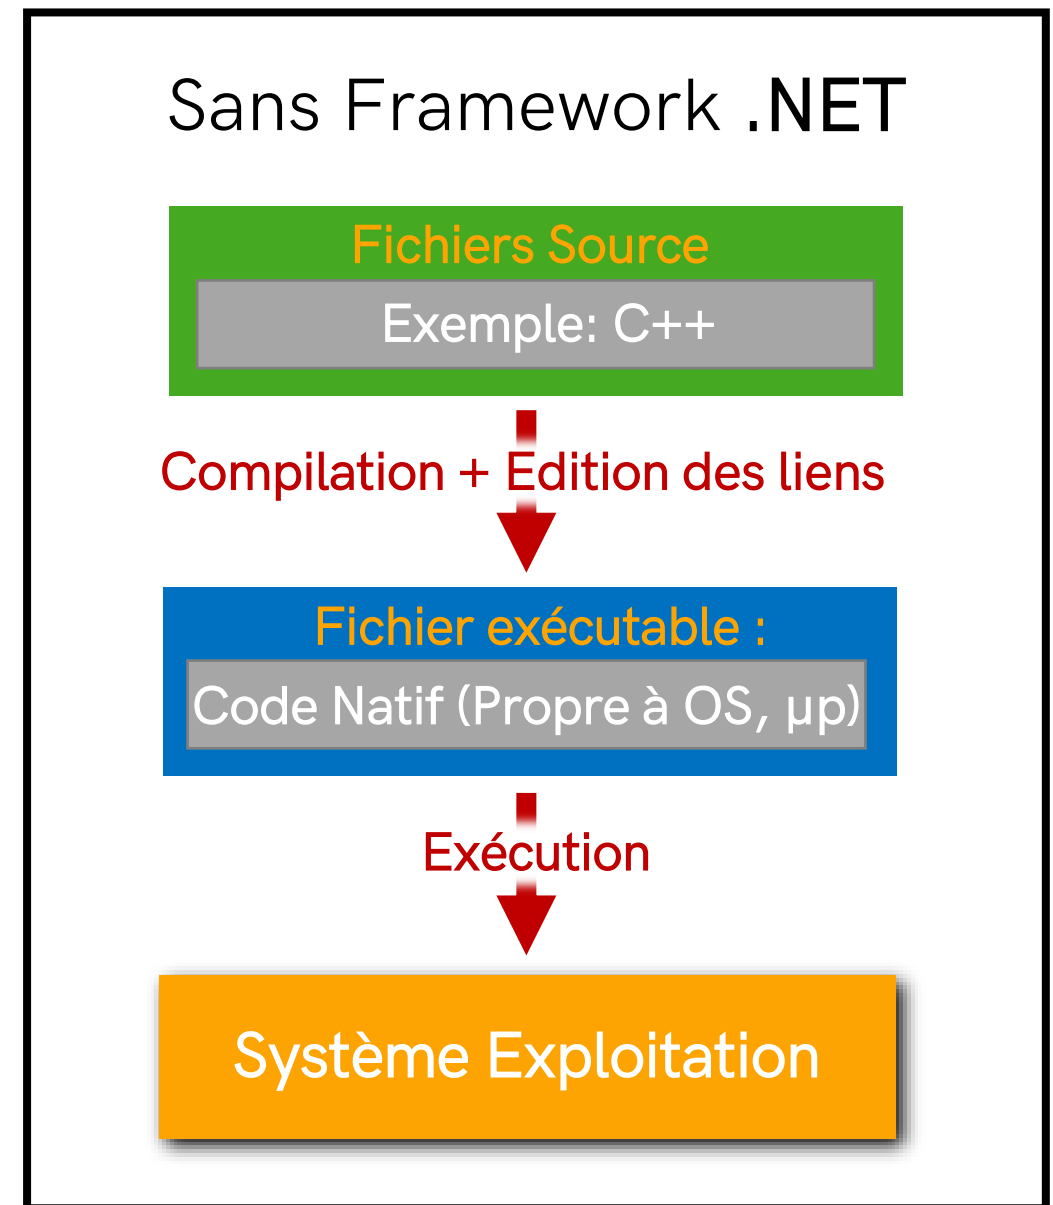 Sans Framework .NET
Fichiers Source
Exemple: C++
Compilation + Edition des liens
Fichier exécutable :
Code Natif (Propre à OS, µp)
Exécution
Système Exploitation